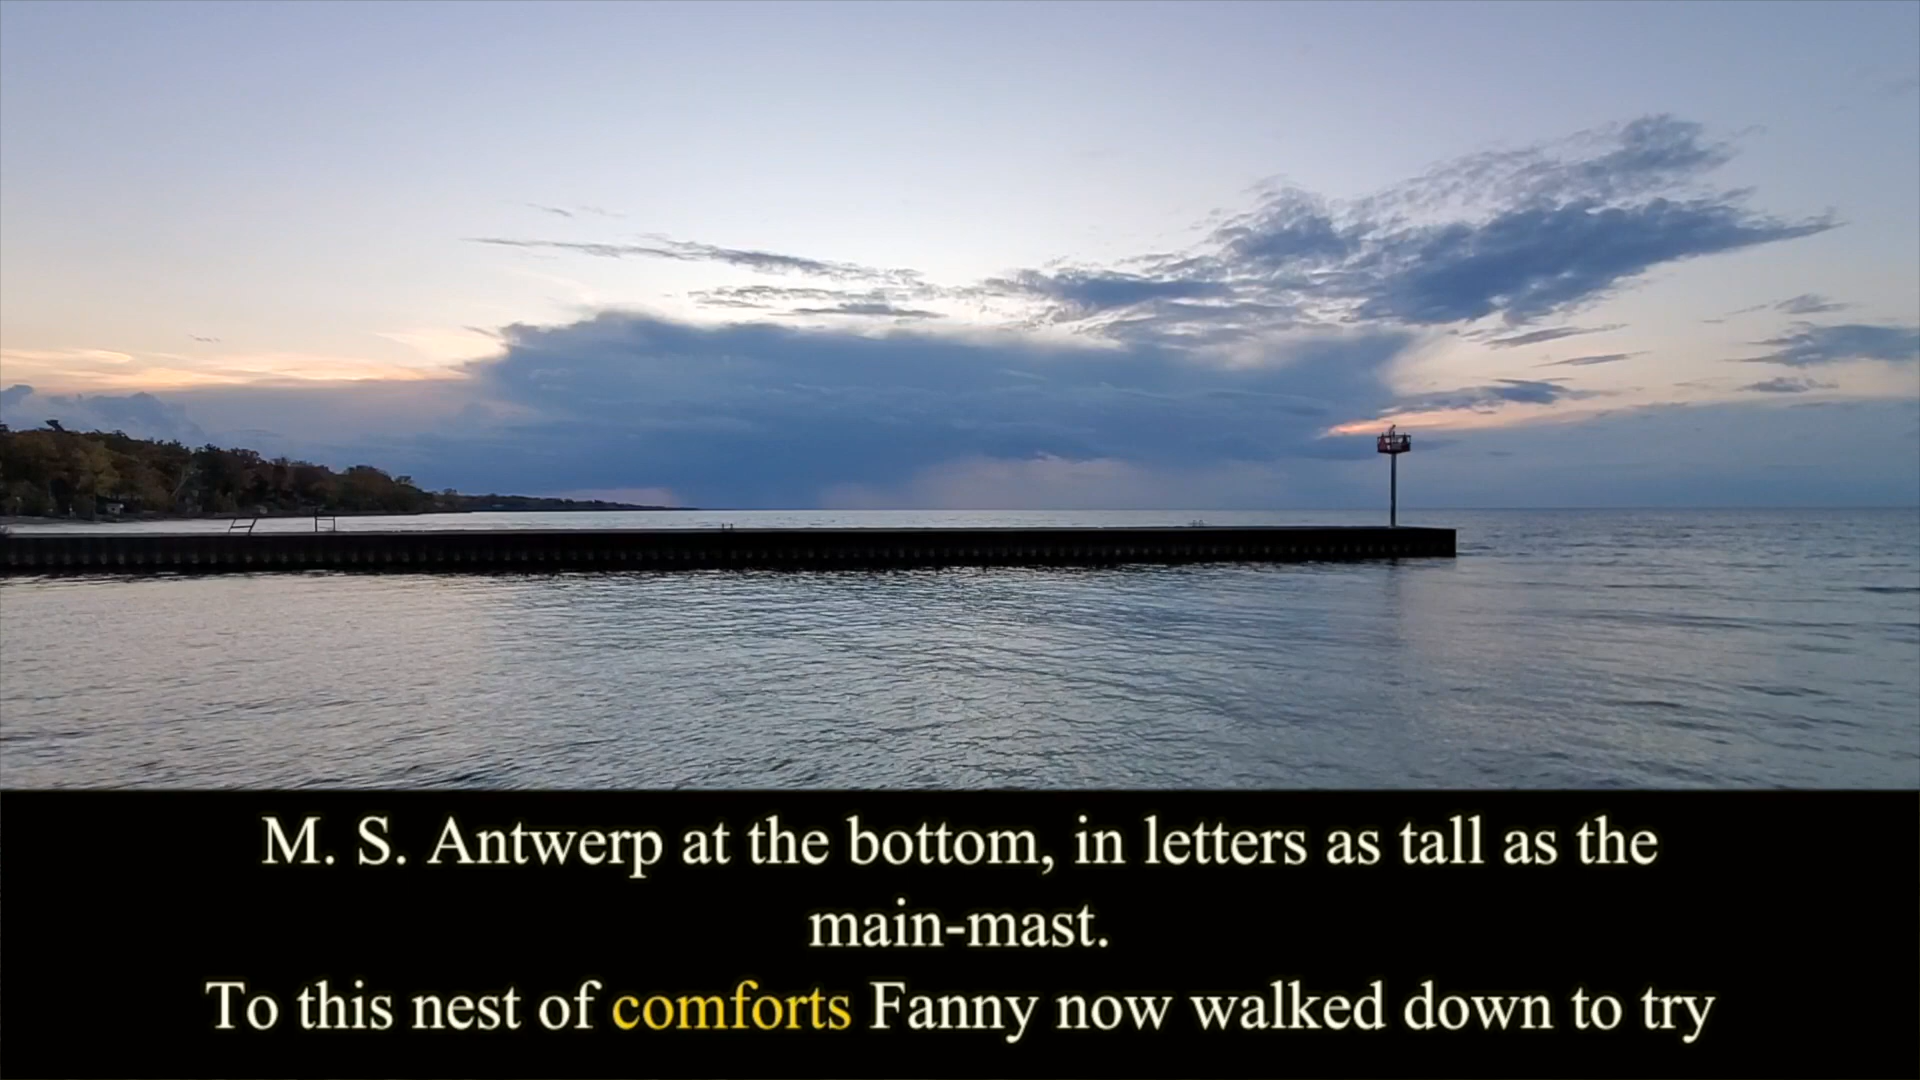 M. S. Antwerp at the bottom, in letters as tall as the
main-mast.
To this nest of comforts Fanny now walked down to try